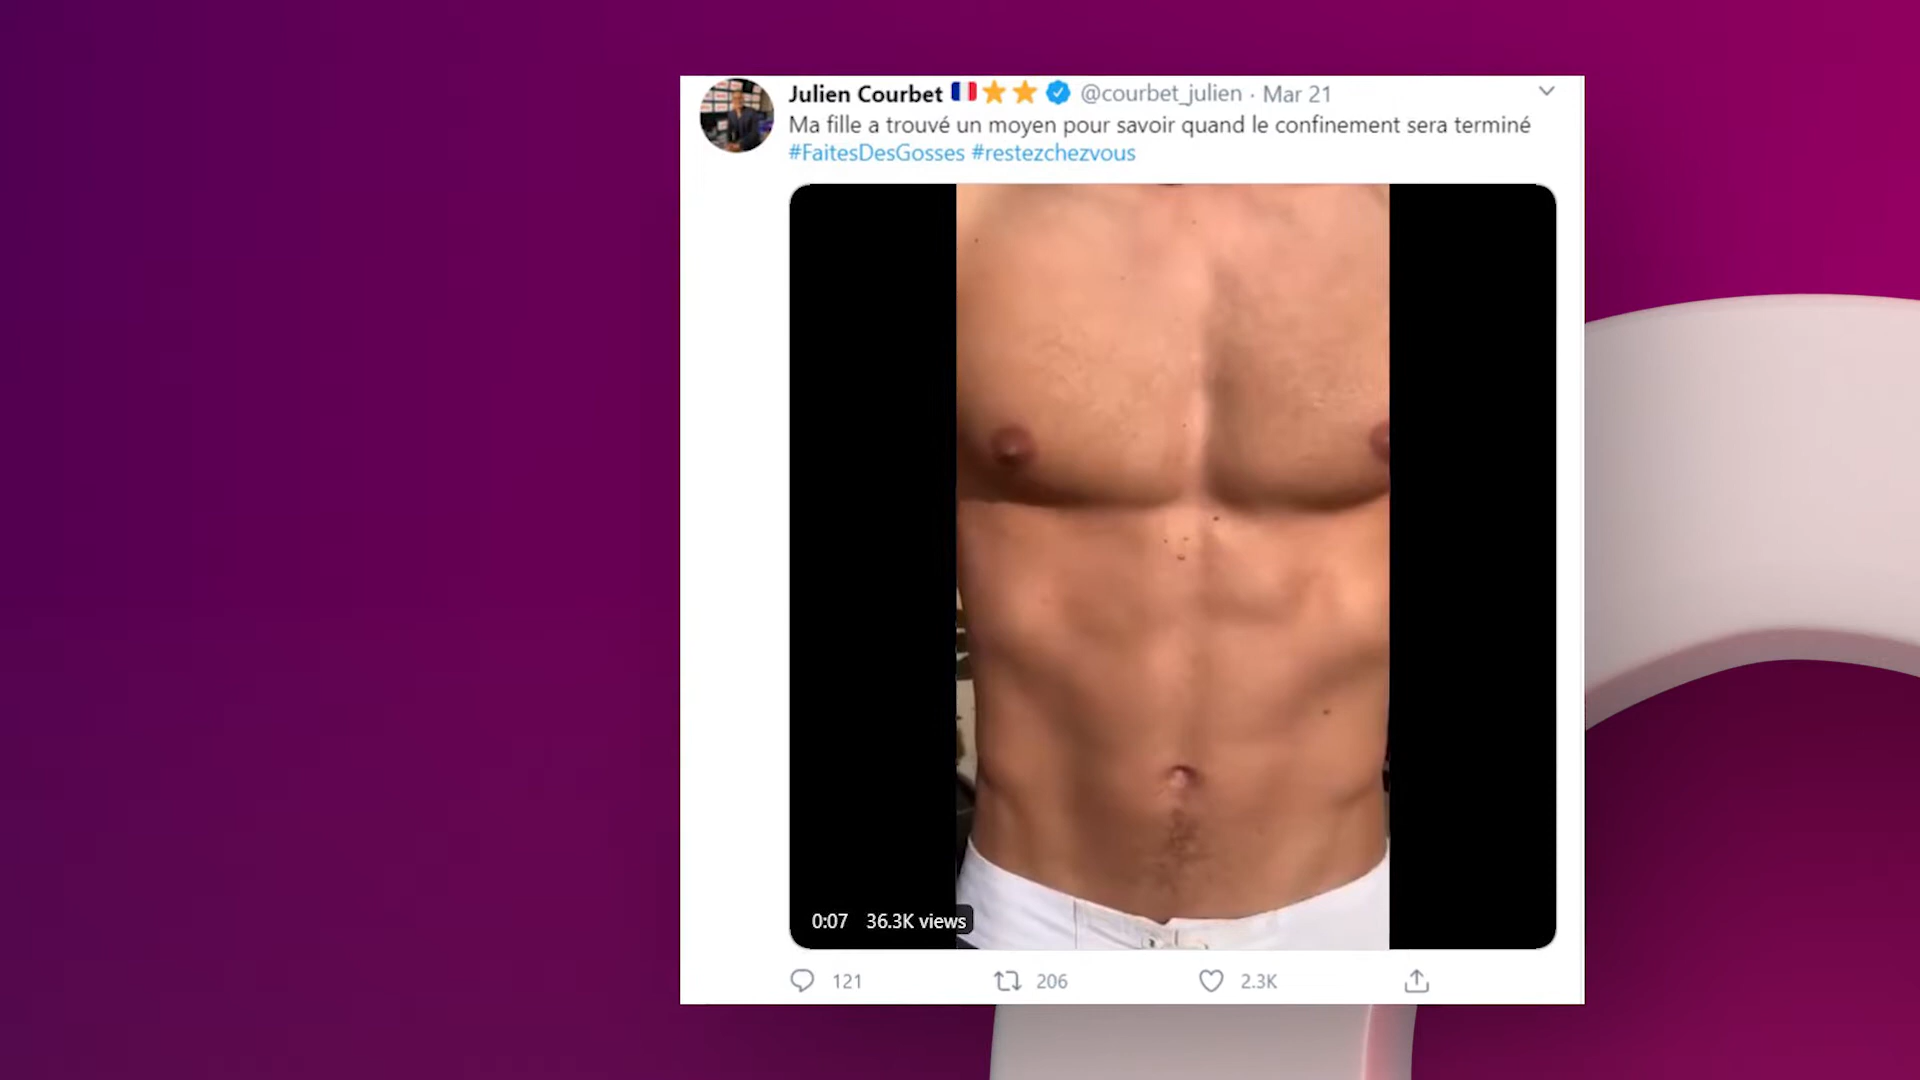 Julien Courbet 🇫🇷⭐⭐ @courbet_julien · Mar 21
Ma fille a trouvé un moyen pour savoir quand le confinement sera terminé
#FaitesDesGosses #restezchezvous
0:07 36.3K views
121 206 2.3K